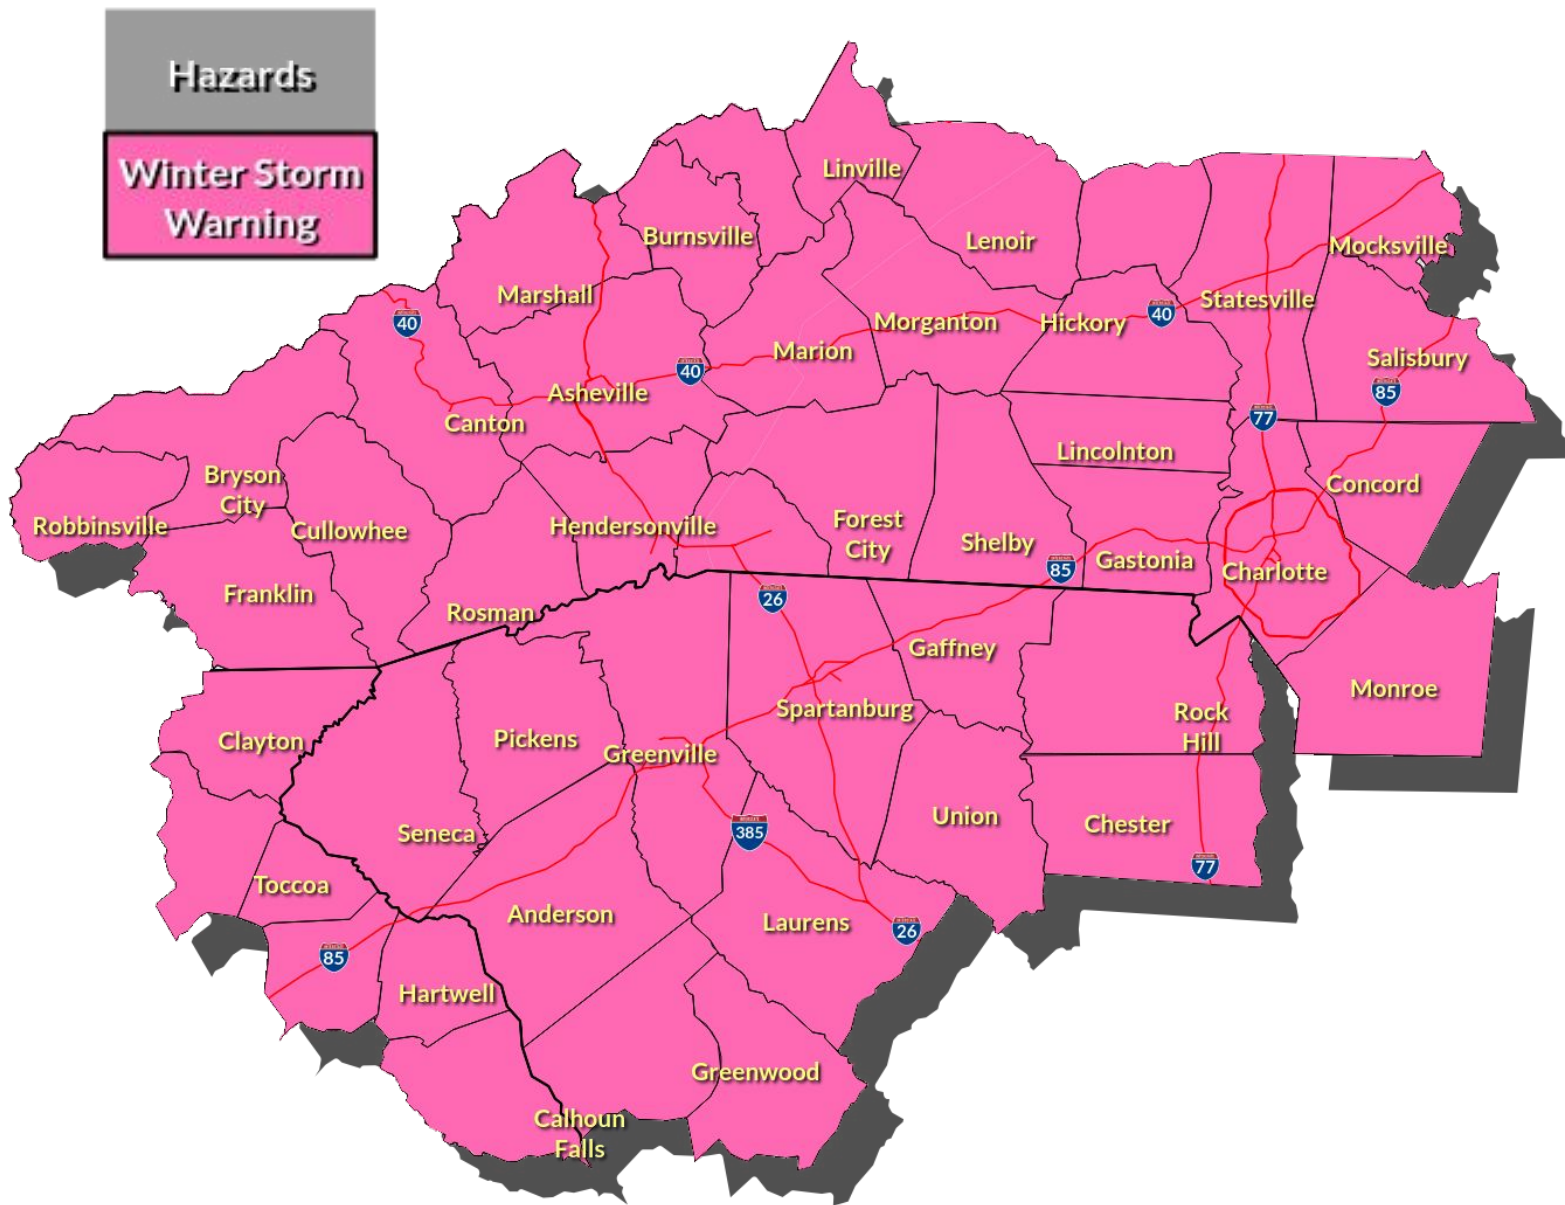 Hazards
Winter Storm
Warning
Linville
Burnsville
Lenoir
Mocksville
Marshall
Statesville
40
Morganton
Hickory
40
Marion
Salisbury
40
Asheville
85
77
Canton
Lincolnton
Bryson
City
Concord
Robbinsville
Cullowhee
Hendersonville
Forest
City
Shelby
Gastonia
85
Charlotte
Franklin
Rosman
26
Gaffney
Monroe
Spartanburg
Rock
Hill
Clayton
Pickens
Greenville
Seneca
385
Union
Chester
77
Toccoa
Anderson
Laurens
26
85
Hartwell
Greenwood
Calhoun
Falls